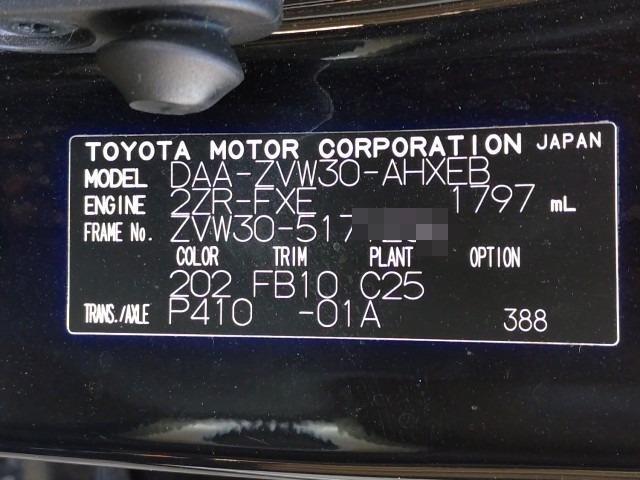 TOYOTA MOTOR CORPORATION JAPAN
MODEL DAA-ZVW30-AHXEB
ENGINE 2ZR-FXE 1797 mL
FRAME No. ZVW30-517
COLOR TRIM PLANT OPTION
202 FB10 C25
TRANS./AXLE P410 -01A 388